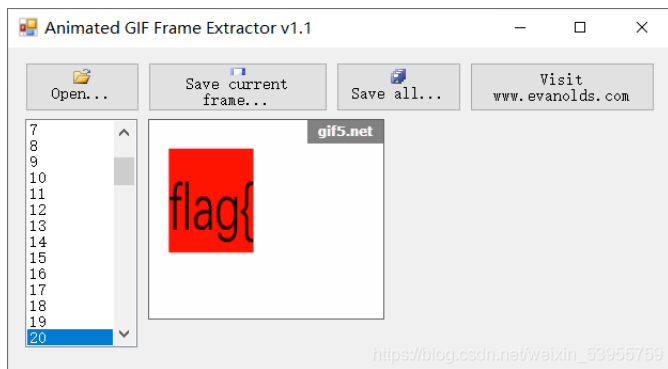 Animated GIF Frame Extractor v1.1
Open...
Save current
frame...
Save all...
Visit
www.evanolds.com
7
8
9
10
11
12
13
14
15
16
17
18
19
20
gif5.net
flag{
https://blog.csdn.net/weixin_53955759